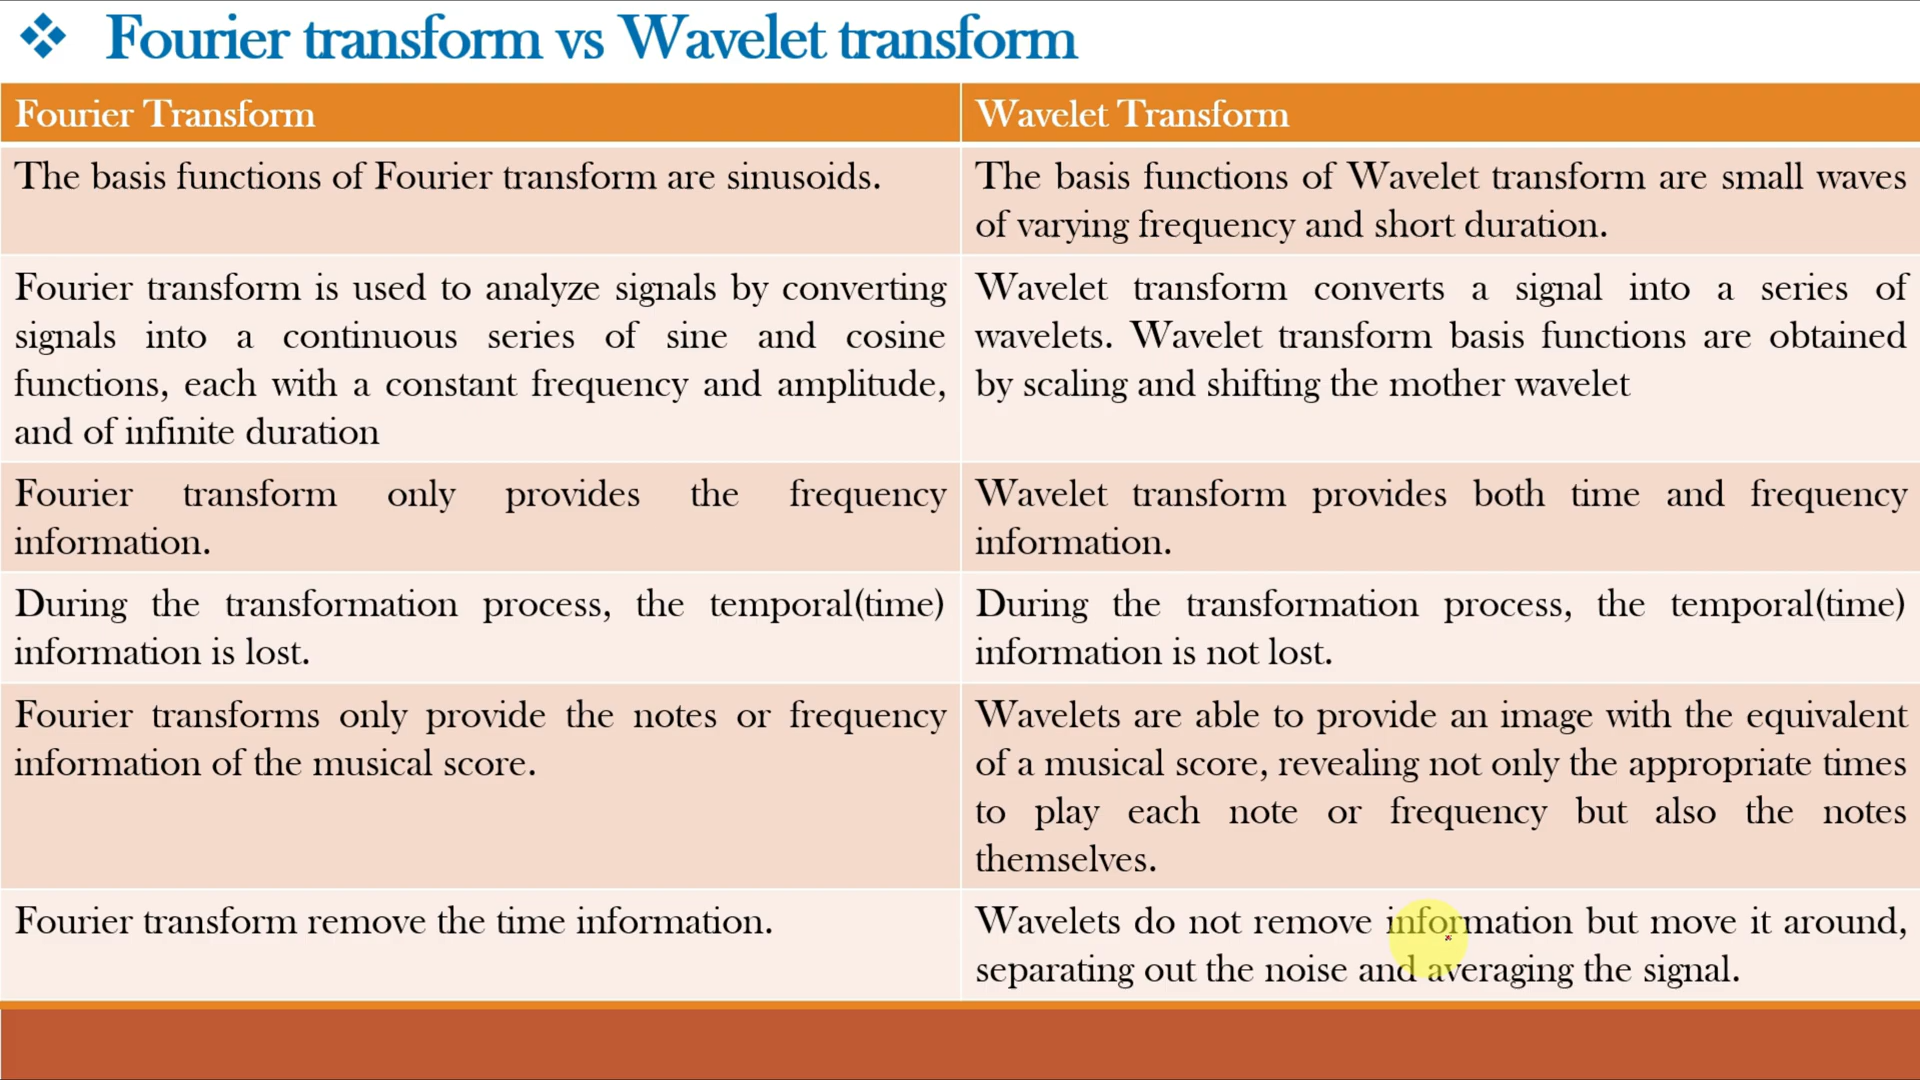 Fourier transform vs Wavelet transform
Fourier Transform
Wavelet Transform
The basis functions of Fourier transform are sinusoids.
The basis functions of Wavelet transform are small waves
of varying frequency and short duration.
Fourier transform is used to analyze signals by converting
signals into a continuous series of sine and cosine
functions, each with a constant frequency and amplitude,
and of infinite duration
Wavelet transform converts a signal into a series of
wavelets. Wavelet transform basis functions are obtained
by scaling and shifting the mother wavelet
Fourier transform only provides the frequency
information.
Wavelet transform provides both time and frequency
information.
During the transformation process, the temporal(time)
information is lost.
During the transformation process, the temporal(time)
information is not lost.
Fourier transforms only provide the notes or frequency
information of the musical score.
Wavelets are able to provide an image with the equivalent
of a musical score, revealing not only the appropriate times
to play each note or frequency but also the notes
themselves.
Fourier transform remove the time information.
Wavelets do not remove information but move it around,
separating out the noise and averaging the signal.